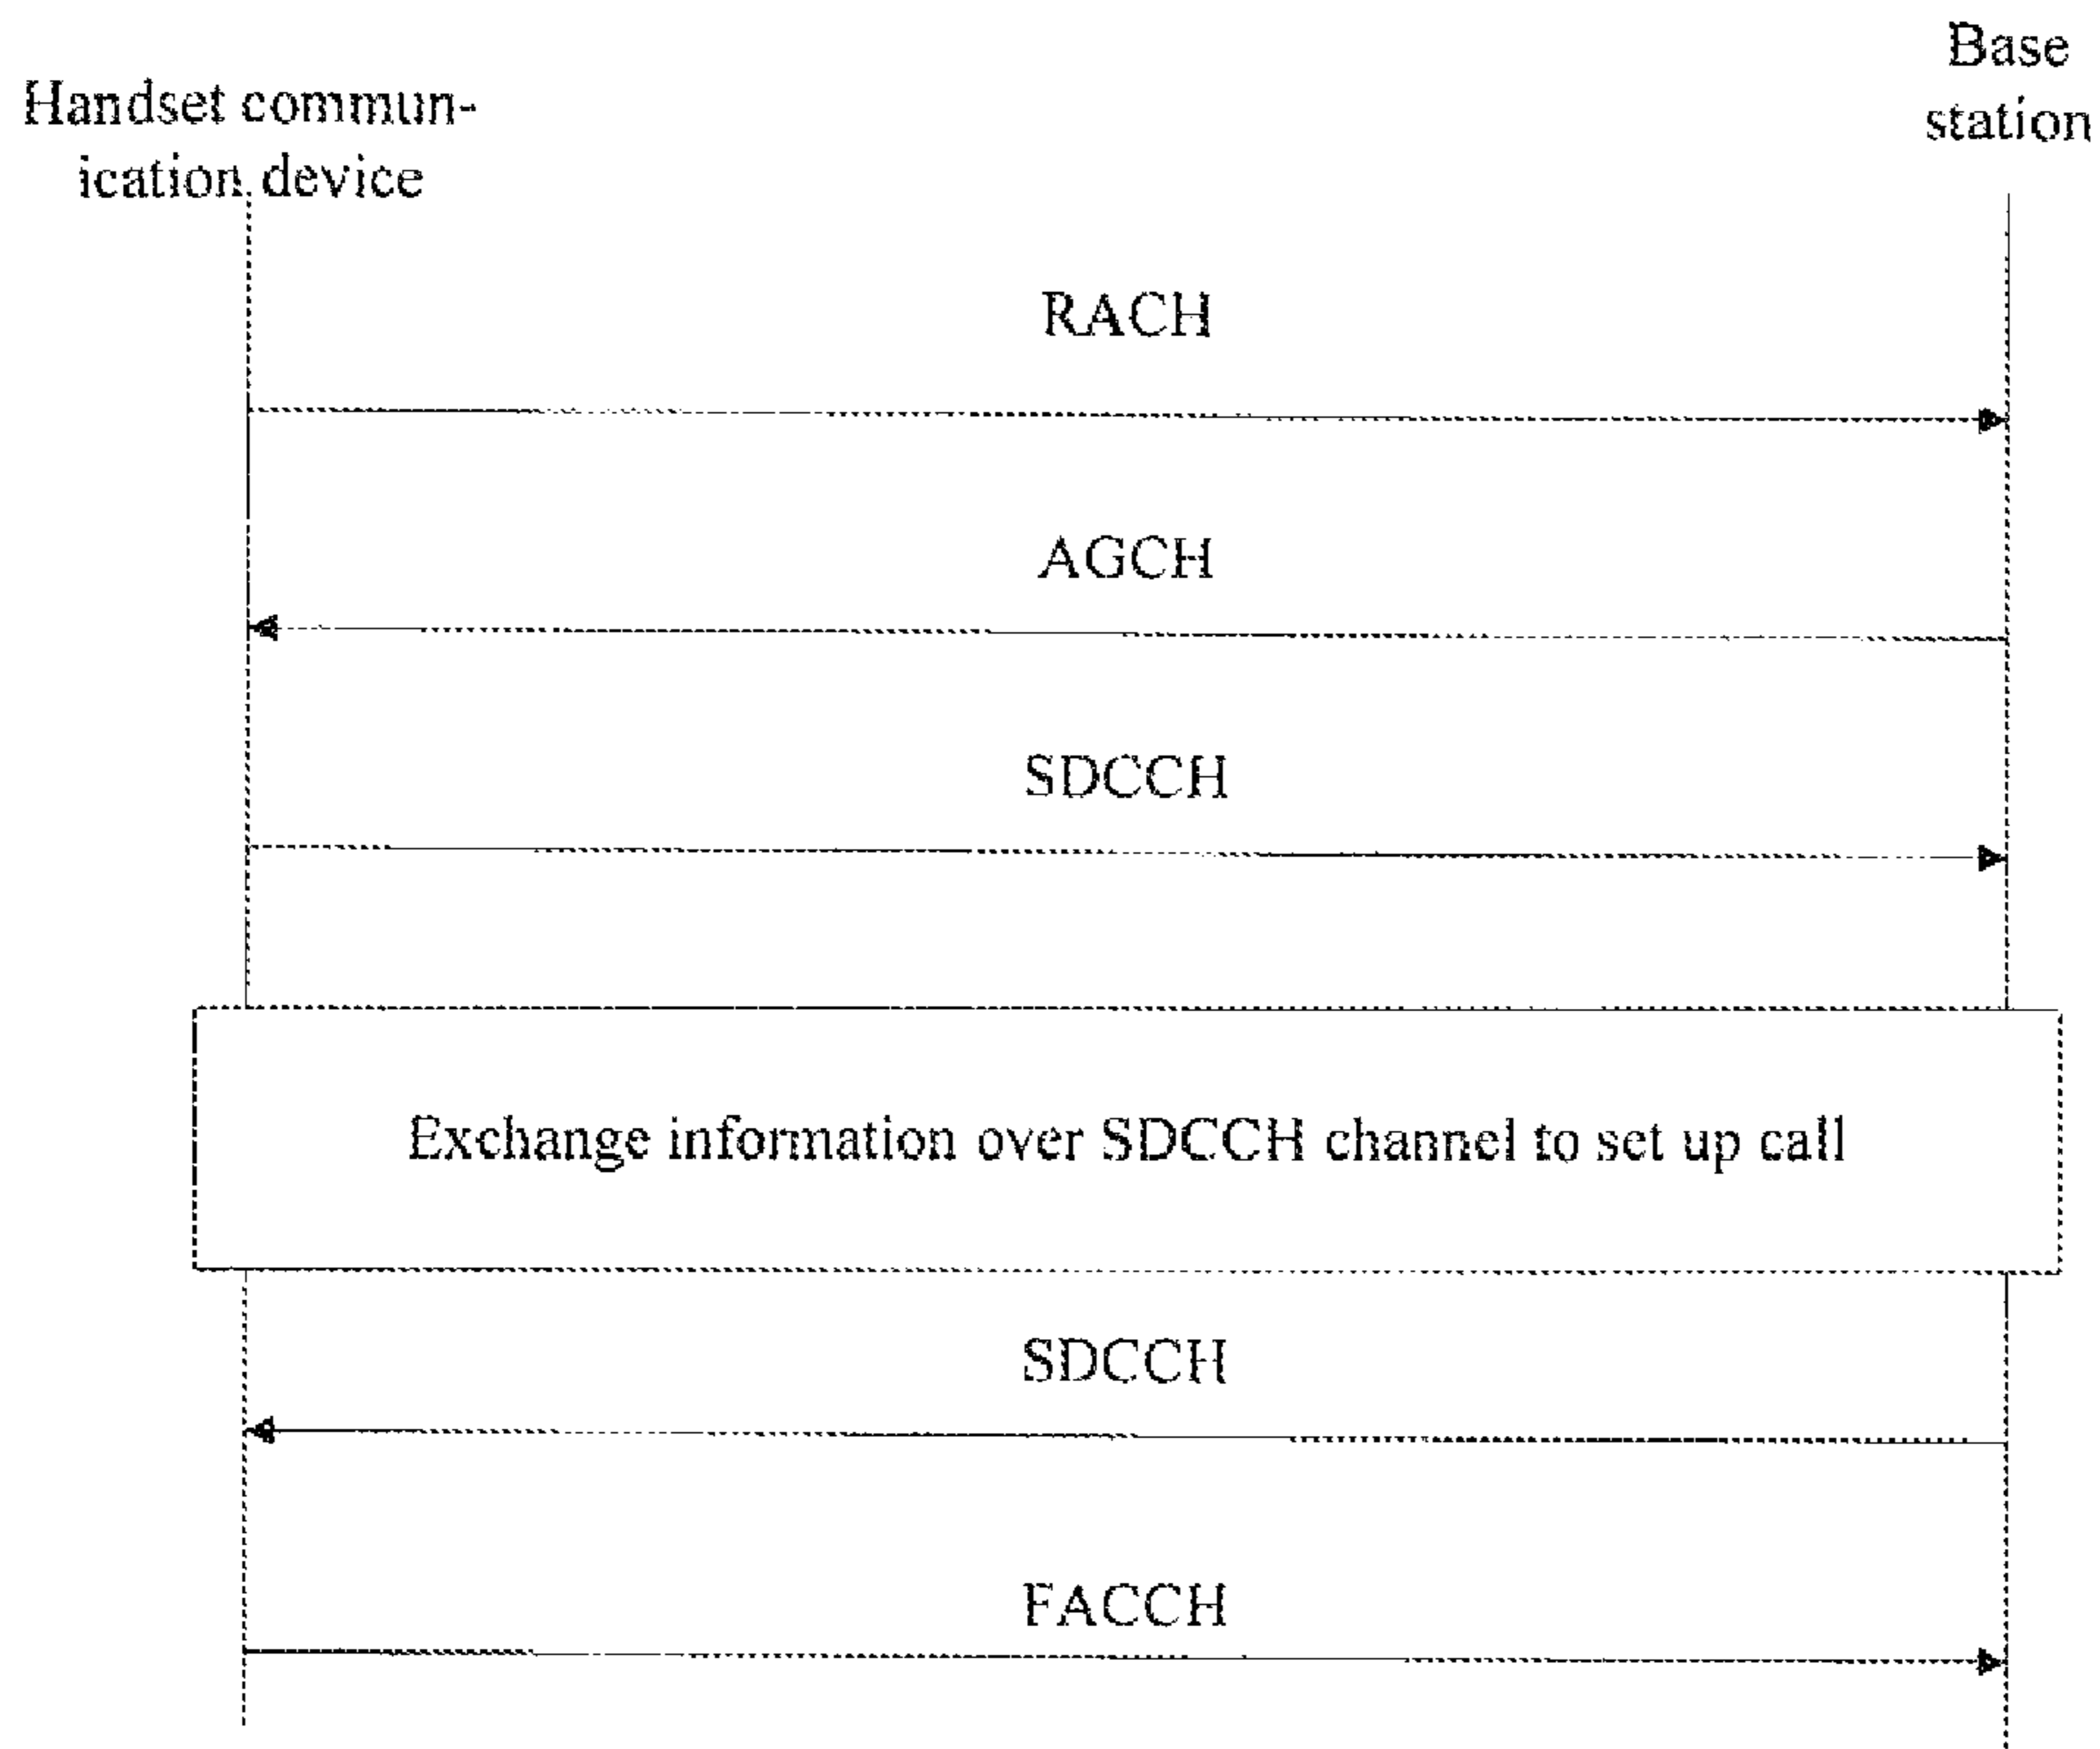 Base
station
Handset commun-
ication device
RACH
AGCH
SDCCH
Exchange information over SDCCH channel to set up call
SDCCH
FACCH